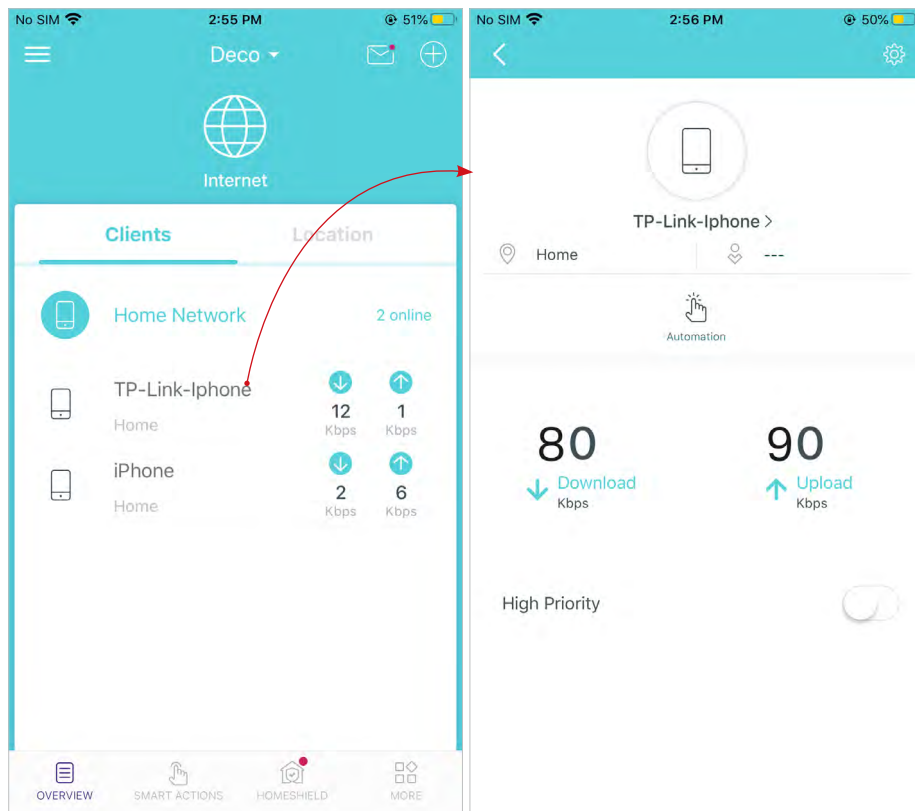 No SIM 2:55 PM 51%
Deco
Internet
Clients Location
Home Network 2 online
TP-Link-Iphone
Home
12 1
Kbps Kbps
iPhone
Home
2 6
Kbps Kbps
OVERVIEW SMART ACTIONS HOMESHIELD MORE
No SIM 2:56 PM 50%
TP-Link-Iphone >
Home ---
Automation
80 90
Download Upload
Kbps Kbps
High Priority